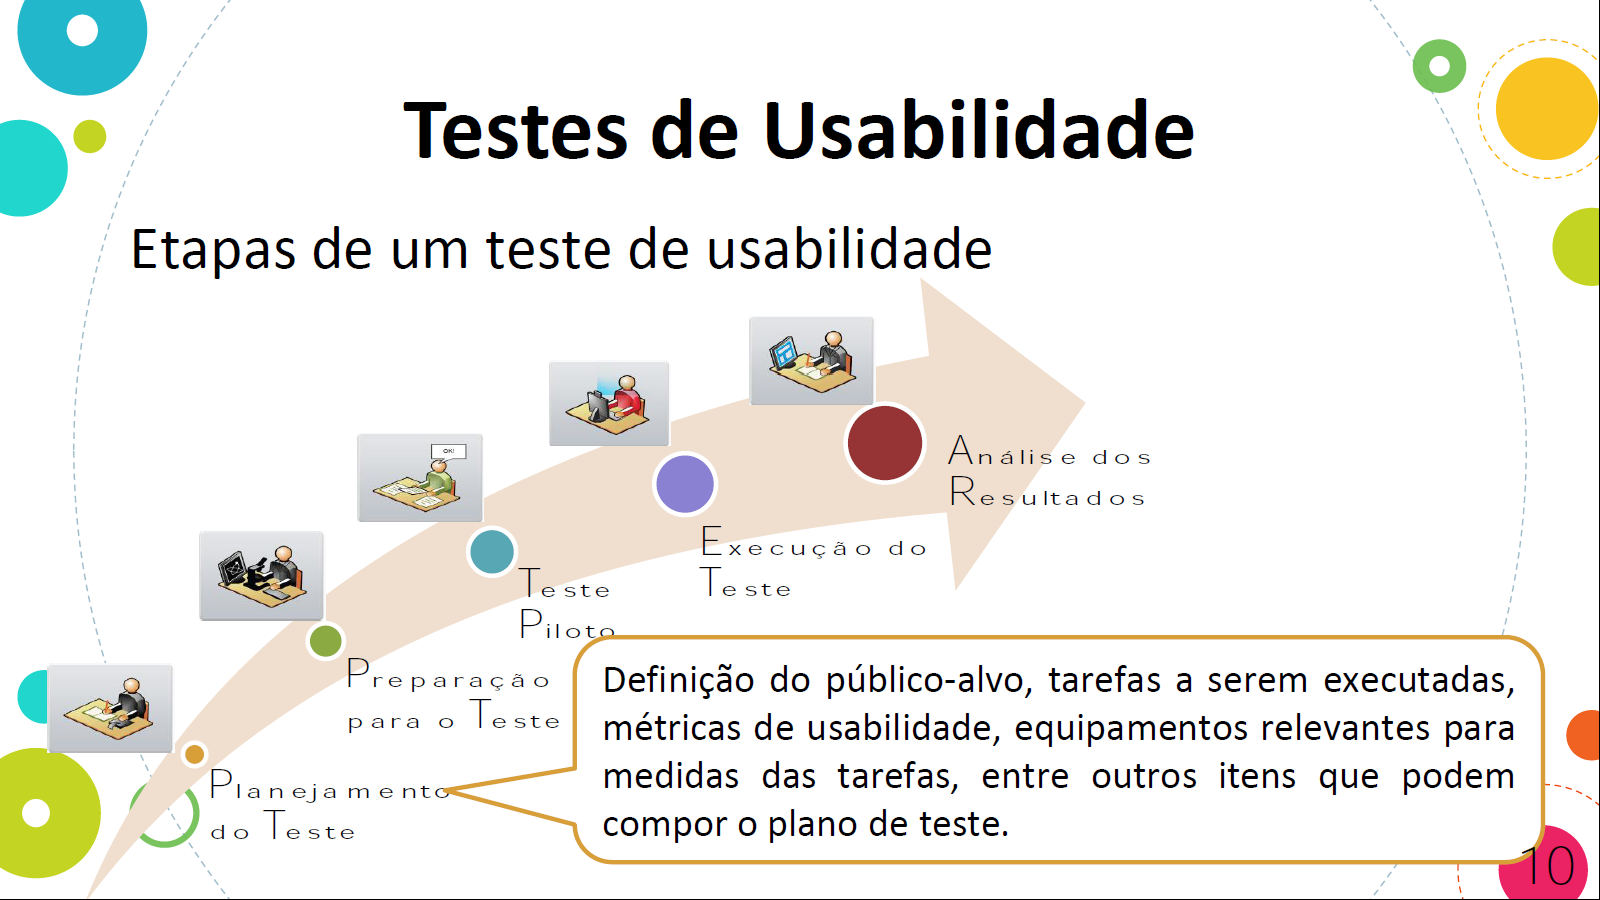 Testes de Usabilidade
Etapas de um teste de usabilidade
OK!
Análise dos
Resultados
Execução do
Teste
Teste
Piloto
Preparação
para o Teste
Planejamento
do Teste
Definição do público-alvo, tarefas a serem executadas,
métricas de usabilidade, equipamentos relevantes para
medidas das tarefas, entre outros itens que podem
compor o plano de teste.
10